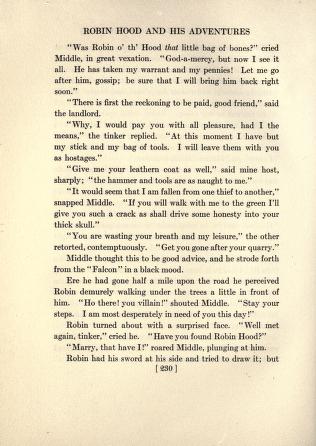 ROBIN HOOD AND HIS ADVENTURES
"Was Robin o' th' Hood that little bag of bones?" cried
Middle, in great vexation. "God-a-mercy, but now I see it
all. He has taken my warrant and my pennies! Let me go
after him, gossip; be sure that I will bring him back right
soon."
"There is first the reckoning to be paid, good friend," said
the landlord.
"Why, I would pay you with all pleasure, had I the
means," the tinker replied. "At this moment I have but
my stick and my bag of tools. I will leave them with you
as hostages."
"Give me your leathern coat as well," said mine host,
sharply; "the hammer and tools are as naught to me."
"It would seem that I am fallen from one thief to another,"
snapped Middle. "If you will walk with me to the green I'll
give you such a crack as shall drive some honesty into your
thick skull."
"You are wasting your breath and my leisure," the other
retorted, contemptuously. "Get you gone after your quarry."
Middle thought this to be good advice, and he strode forth
from the "Falcon" in a black mood.
Ere he had gone half a mile upon the road he perceived
Robin demurely walking under the trees a little in front of
him. "Ho there! you villain!" shouted Middle. "Stay your
steps. I am most desperately in need of you this day!"
Robin turned about with a surprised face. "Well met
again, tinker," cried he. "Have you found Robin Hood?"
"Marry, that have I!" roared Middle, plunging at him.
Robin had his sword at his side and tried to draw it; but
[ 230 ]